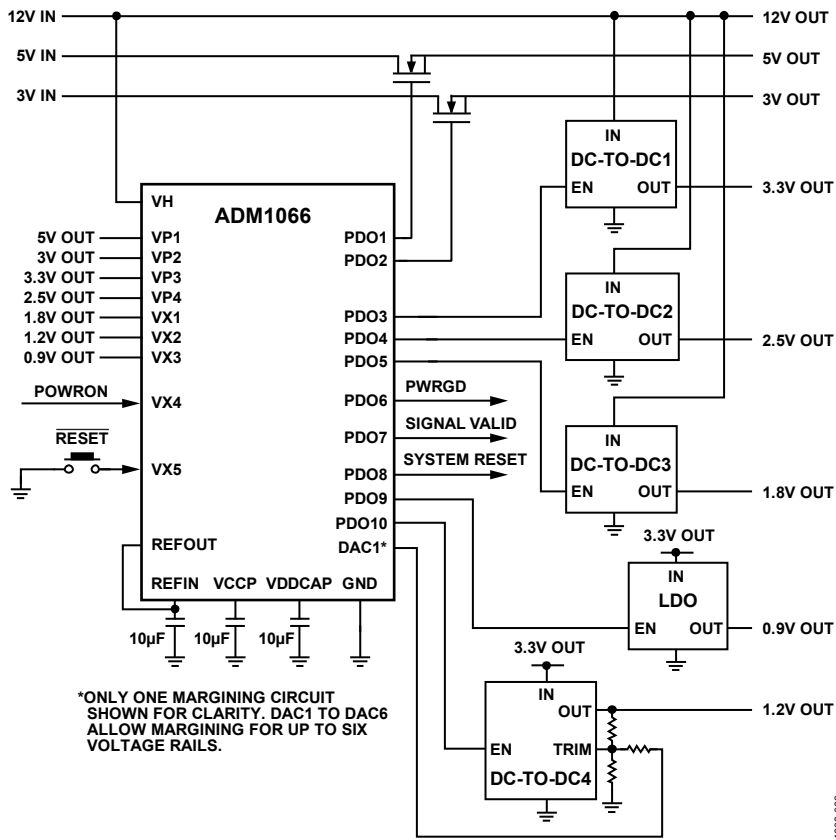 12V IN
12V OUT
5V IN
5V OUT
3V IN
3V OUT
IN
DC-TO-DC1
EN OUT
3.3V OUT
VH
ADM1066
5V OUT VP1
3V OUT VP2
3.3V OUT VP3
2.5V OUT VP4
1.8V OUT VX1
1.2V OUT VX2
0.9V OUT VX3
POWRON
VX4
RESET
VX5
PDO1
PDO2
PDO3
PDO4
PDO5
PDO6
PWRGD
PDO7
SIGNAL VALID
PDO8
SYSTEM RESET
PDO9
PDO10
DAC1*
IN
DC-TO-DC2
EN OUT
2.5V OUT
IN
DC-TO-DC3
EN OUT
1.8V OUT
REFOUT
REFIN VCCP VDDCAP GND
10µF 10µF 10µF
3.3V OUT
IN
LDO
EN OUT
0.9V OUT
3.3V OUT
IN
OUT
1.2V OUT
EN TRIM
DC-TO-DC4
*ONLY ONE MARGINING CIRCUIT
SHOWN FOR CLARITY. DAC1 TO DAC6
ALLOW MARGINING FOR UP TO SIX
VOLTAGE RAILS.